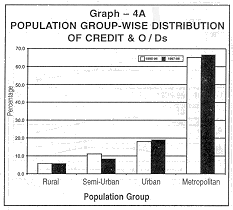 Graph – 4A
POPULATION GROUP-WISE DISTRIBUTION
OF CREDIT & O / Ds
70.0
60.0
50.0
40.0
30.0
20.0
10.0
0.0
Percentage
Rural Semi-Urban Urban Metropolitan
Population Group